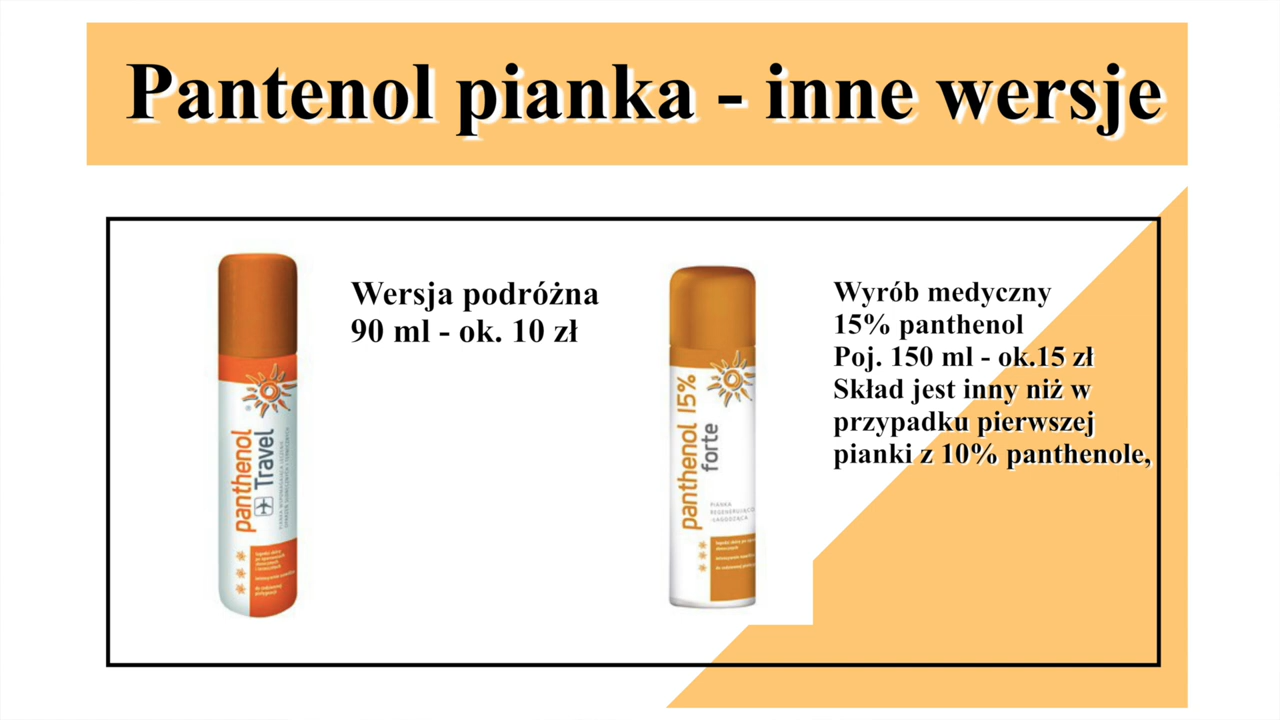 Pantenol pianka - inne wersje
Wersja podróżna
90 ml - ok. 10 zł
panthenol
Travel
Wyrób medyczny
15% panthenol
Poj. 150 ml - ok.15 zł
Skład jest inny niż w
przypadku pierwszej
pianki z 10% panthenole,
panthenol 15%
forte
PIANKA